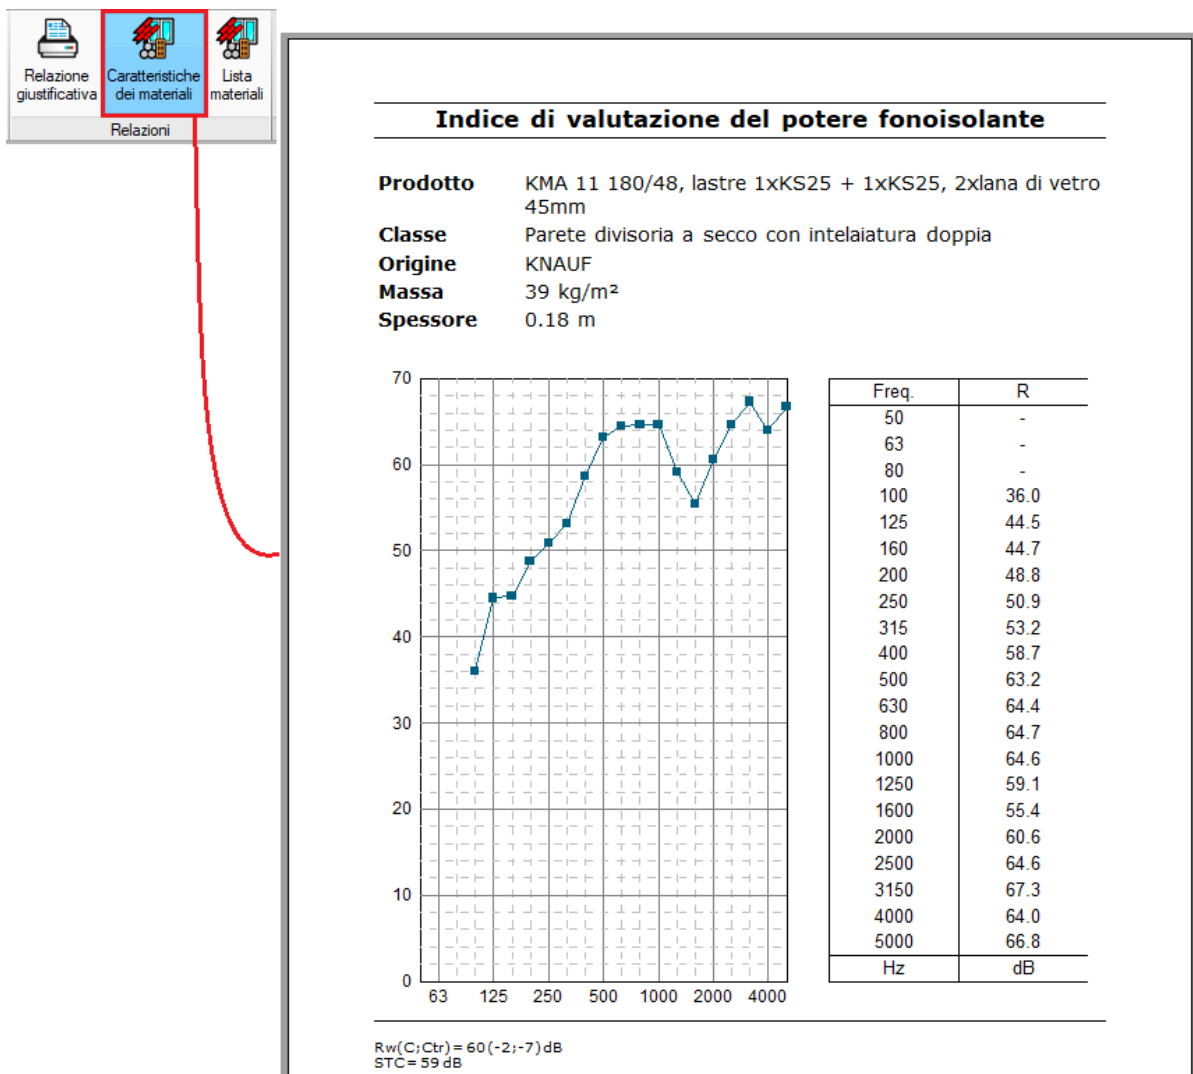 Relazione
giustificativa
Caratteristiche
dei materiali
Lista
materiali
Relazioni
Indice di valutazione del potere fonoisolante
Prodotto KMA 11 180/48, lastre 1xKS25 + 1xKS25, 2xlana di vetro
45mm
Classe Parete divisoria a secco con intelaiatura doppia
Origine KNAUF
Massa 39 kg/m²
Spessore 0.18 m
70
60
50
40
30
20
10
0
63 125 250 500 1000 2000 4000
Freq. R
50 -
63 -
80 -
100 36.0
125 44.5
160 44.7
200 48.8
250 50.9
315 53.2
400 58.7
500 63.2
630 64.4
800 64.7
1000 64.6
1250 59.1
1600 55.4
2000 60.6
2500 64.6
3150 67.3
4000 64.0
5000 66.8
Hz dB
Rw(C;Ctr)=60(-2;-7)dB
STC=59 dB